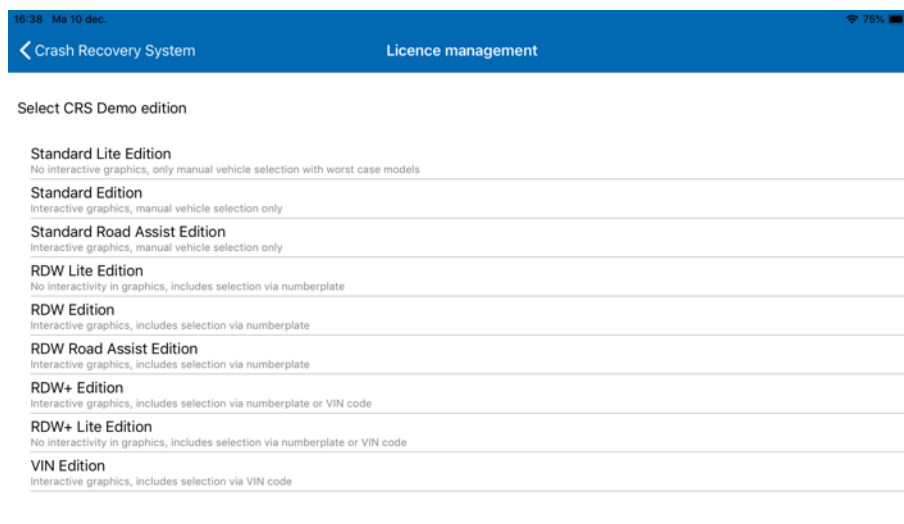 16:38 Ma 10 dec. 75%
Crash Recovery System Licence management
Select CRS Demo edition
Standard Lite Edition
No interactive graphics, only manual vehicle selection with worst case models
Standard Edition
Interactive graphics, manual vehicle selection only
Standard Road Assist Edition
Interactive graphics, manual vehicle selection only
RDW Lite Edition
No interactivity in graphics, includes selection via numberplate
RDW Edition
Interactive graphics, includes selection via numberplate
RDW Road Assist Edition
Interactive graphics, includes selection via numberplate
RDW+ Edition
Interactive graphics, includes selection via numberplate or VIN code
RDW+ Lite Edition
No interactivity in graphics, includes selection via numberplate or VIN code
VIN Edition
Interactive graphics, includes selection via VIN code